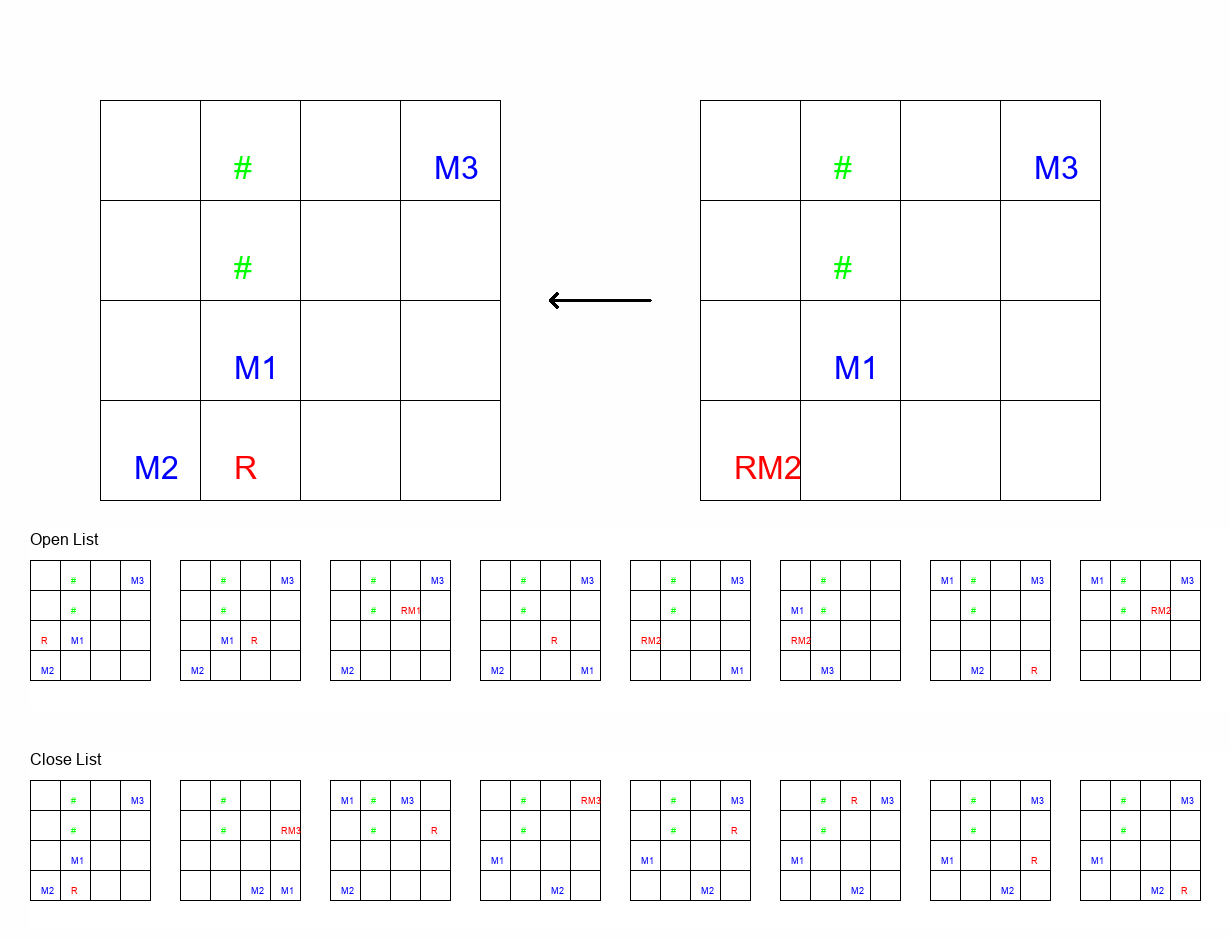 # M3 # M3
# #
M1 M1
M2 R RM2
Open List
# M3 # M3 # M3 # M3 # M3 # M1 # M3 M1 # M3
# # # RM1 # # M1 # # # RM2
R M1 M1 R R RM2 RM2
M2 M2 M2 M2 M1 M1 M3 M2 R
Close List
# M3 # M1 # M3 # RM3 # M3 # R M3 # M3 # M3
# # RM3 # R # # R # # #
M1 M1 M1 M1 M1 R M1
M2 R M2 M1 M2 M2 M2 M2 M2 M2 R